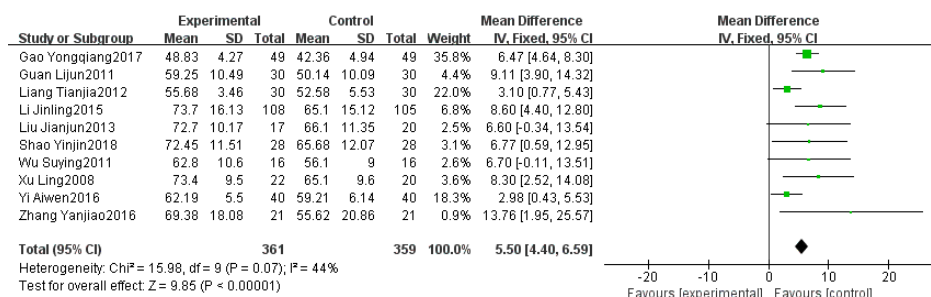 Experimental Control Mean Difference Mean Difference
Study or Subgroup Mean SD Total Mean SD Total Weight IV, Fixed, 95% CI IV, Fixed, 95% CI
Gao Yongqiang2017 48.83 4.27 49 42.36 4.94 49 35.8% 6.47 [4.64, 8.30]
Guan Lijun2011 59.25 10.49 30 50.14 10.09 30 4.4% 9.11 [3.90, 14.32]
Liang Tianjia2012 55.68 3.46 30 52.58 5.53 30 22.0% 3.10 [0.77, 5.43]
Li Jinling2015 73.7 16.13 108 65.1 15.12 105 6.8% 8.60 [4.40, 12.80]
Liu Jianjun2013 72.7 10.17 17 66.1 11.35 20 2.5% 6.60 [-0.34, 13.54]
Shao Yinjin2018 72.45 11.51 28 65.68 12.07 28 3.1% 6.77 [0.59, 12.95]
Wu Suying2011 62.8 10.6 16 56.1 9 16 2.6% 6.70 [-0.11, 13.51]
Xu Ling2008 73.4 9.5 22 65.1 9.6 20 3.6% 8.30 [2.52, 14.08]
Yi Aiwen2016 62.19 5.5 40 59.21 6.14 40 18.3% 2.98 [0.43, 5.53]
Zhang Yanjiao2016 69.38 18.08 21 55.62 20.86 21 0.9% 13.76 [1.95, 25.57]
Total (95% CI) 361 359 100.0% 5.50 [4.40, 6.59]
Heterogeneity: Chi² = 15.98, df = 9 (P = 0.07); I² = 44%
Test for overall effect: Z = 9.85 (P < 0.00001)
-20 -10 0 10 20
Favours [experimental] Favours [control]